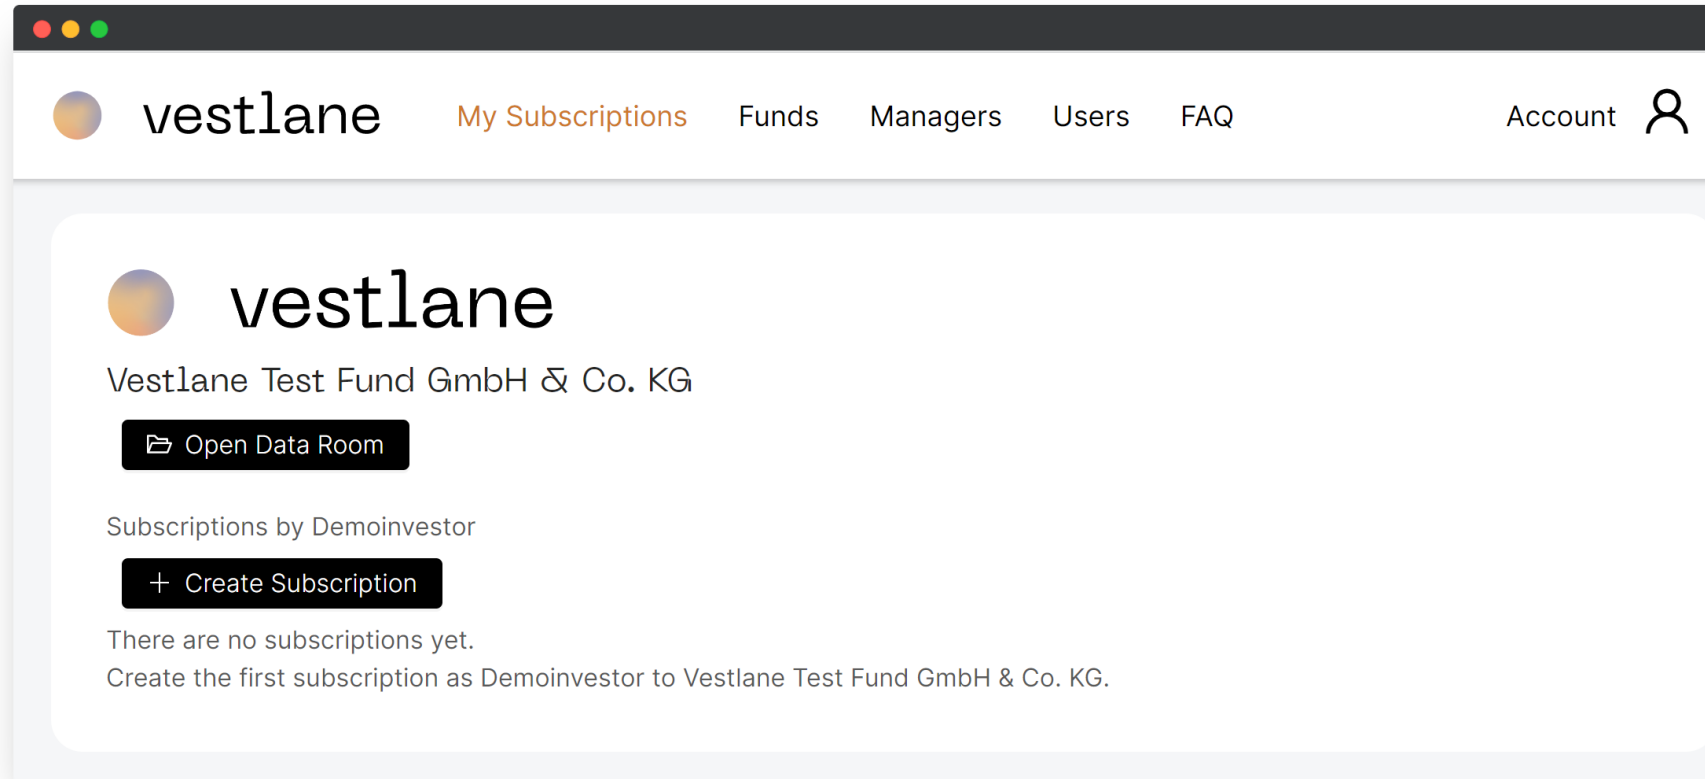 vestlane My Subscriptions Funds Managers Users FAQ Account
vestlane
Vestlane Test Fund GmbH & Co. KG
Open Data Room
Subscriptions by Demoinvestor
Create Subscription
There are no subscriptions yet.
Create the first subscription as Demoinvestor to Vestlane Test Fund GmbH & Co. KG.